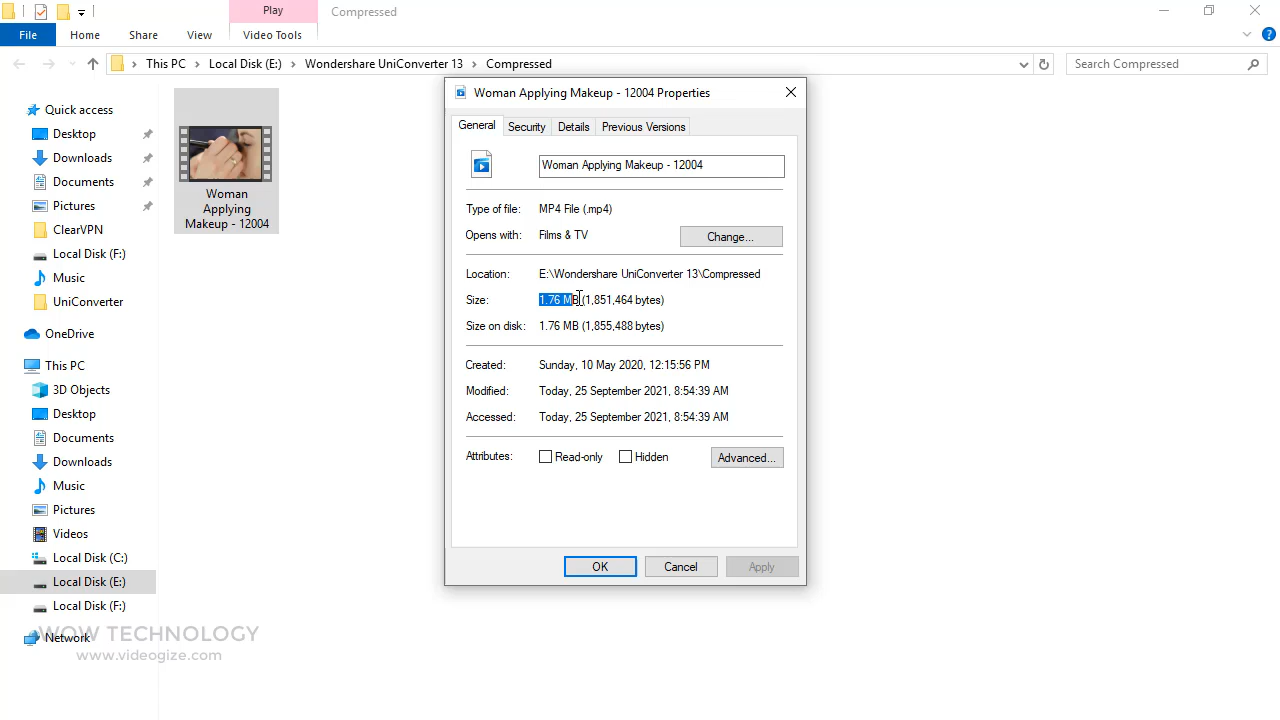 Play
Compressed
File
Home
Share
View
Video Tools
This PC
Local Disk (E:)
Wondershare UniConverter 13
Compressed
Search Compressed
Quick access
Desktop
Downloads
Documents
Pictures
ClearVPN
Local Disk (F:)
Music
UniConverter
OneDrive
This PC
3D Objects
Desktop
Documents
Downloads
Music
Pictures
Videos
Local Disk (C:)
Local Disk (E:)
Local Disk (F:)
Network
WOW TECHNOLOGY
www.videogize.com
Woman
Applying
Makeup - 12004
Woman Applying Makeup - 12004 Properties
General
Security
Details
Previous Versions
Woman Applying Makeup - 12004
Type of file: MP4 File (.mp4)
Opens with: Films & TV
Change...
Location: E:\Wondershare UniConverter 13\Compressed
Size: 1.76 MB (1,851,464 bytes)
Size on disk: 1.76 MB (1,855,488 bytes)
Created: Sunday, 10 May 2020, 12:15:56 PM
Modified: Today, 25 September 2021, 8:54:39 AM
Accessed: Today, 25 September 2021, 8:54:39 AM
Attributes: Read-only Hidden
Advanced...
OK
Cancel
Apply